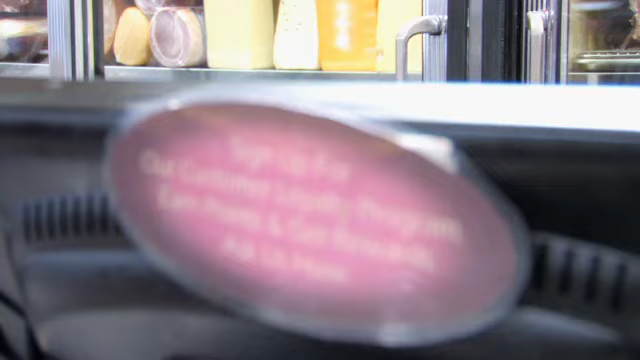 Sign Up For
Our Customer Loyalty Program
Earn Points & Get Rewards
Ask Us How